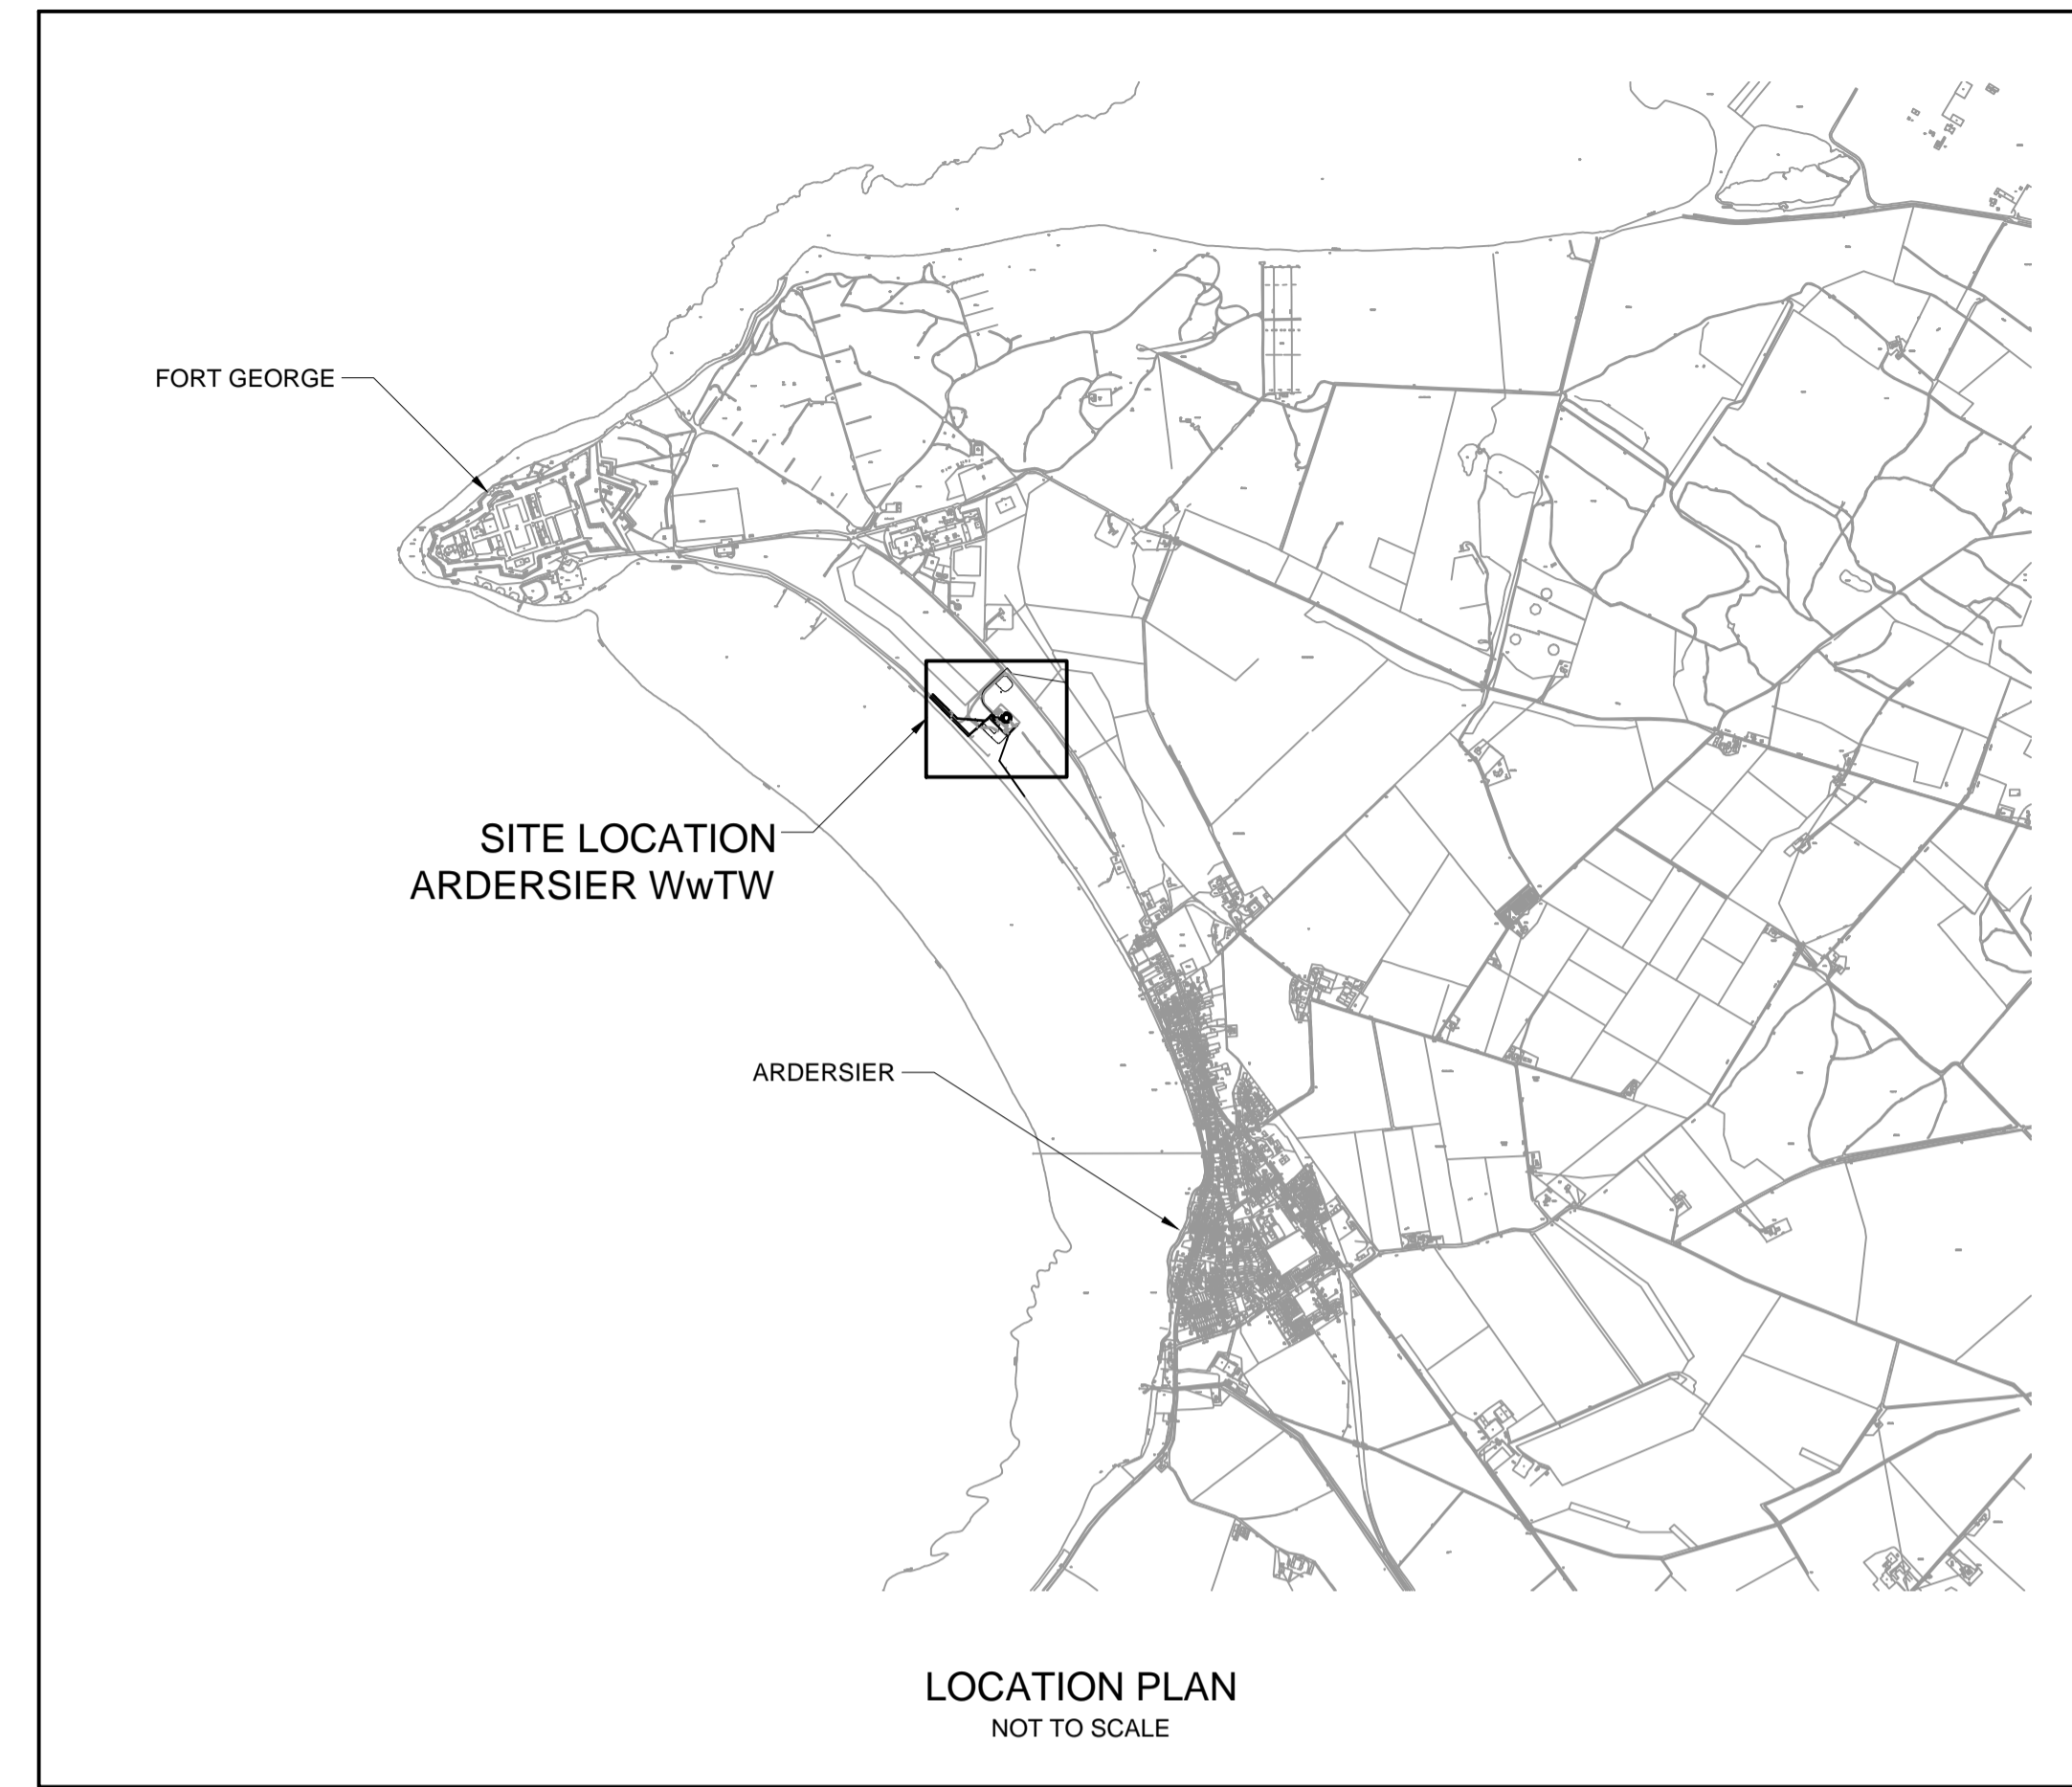 FORT GEORGE
SITE LOCATION
ARDERSIER WwTW
ARDERSIER
LOCATION PLAN
NOT TO SCALE